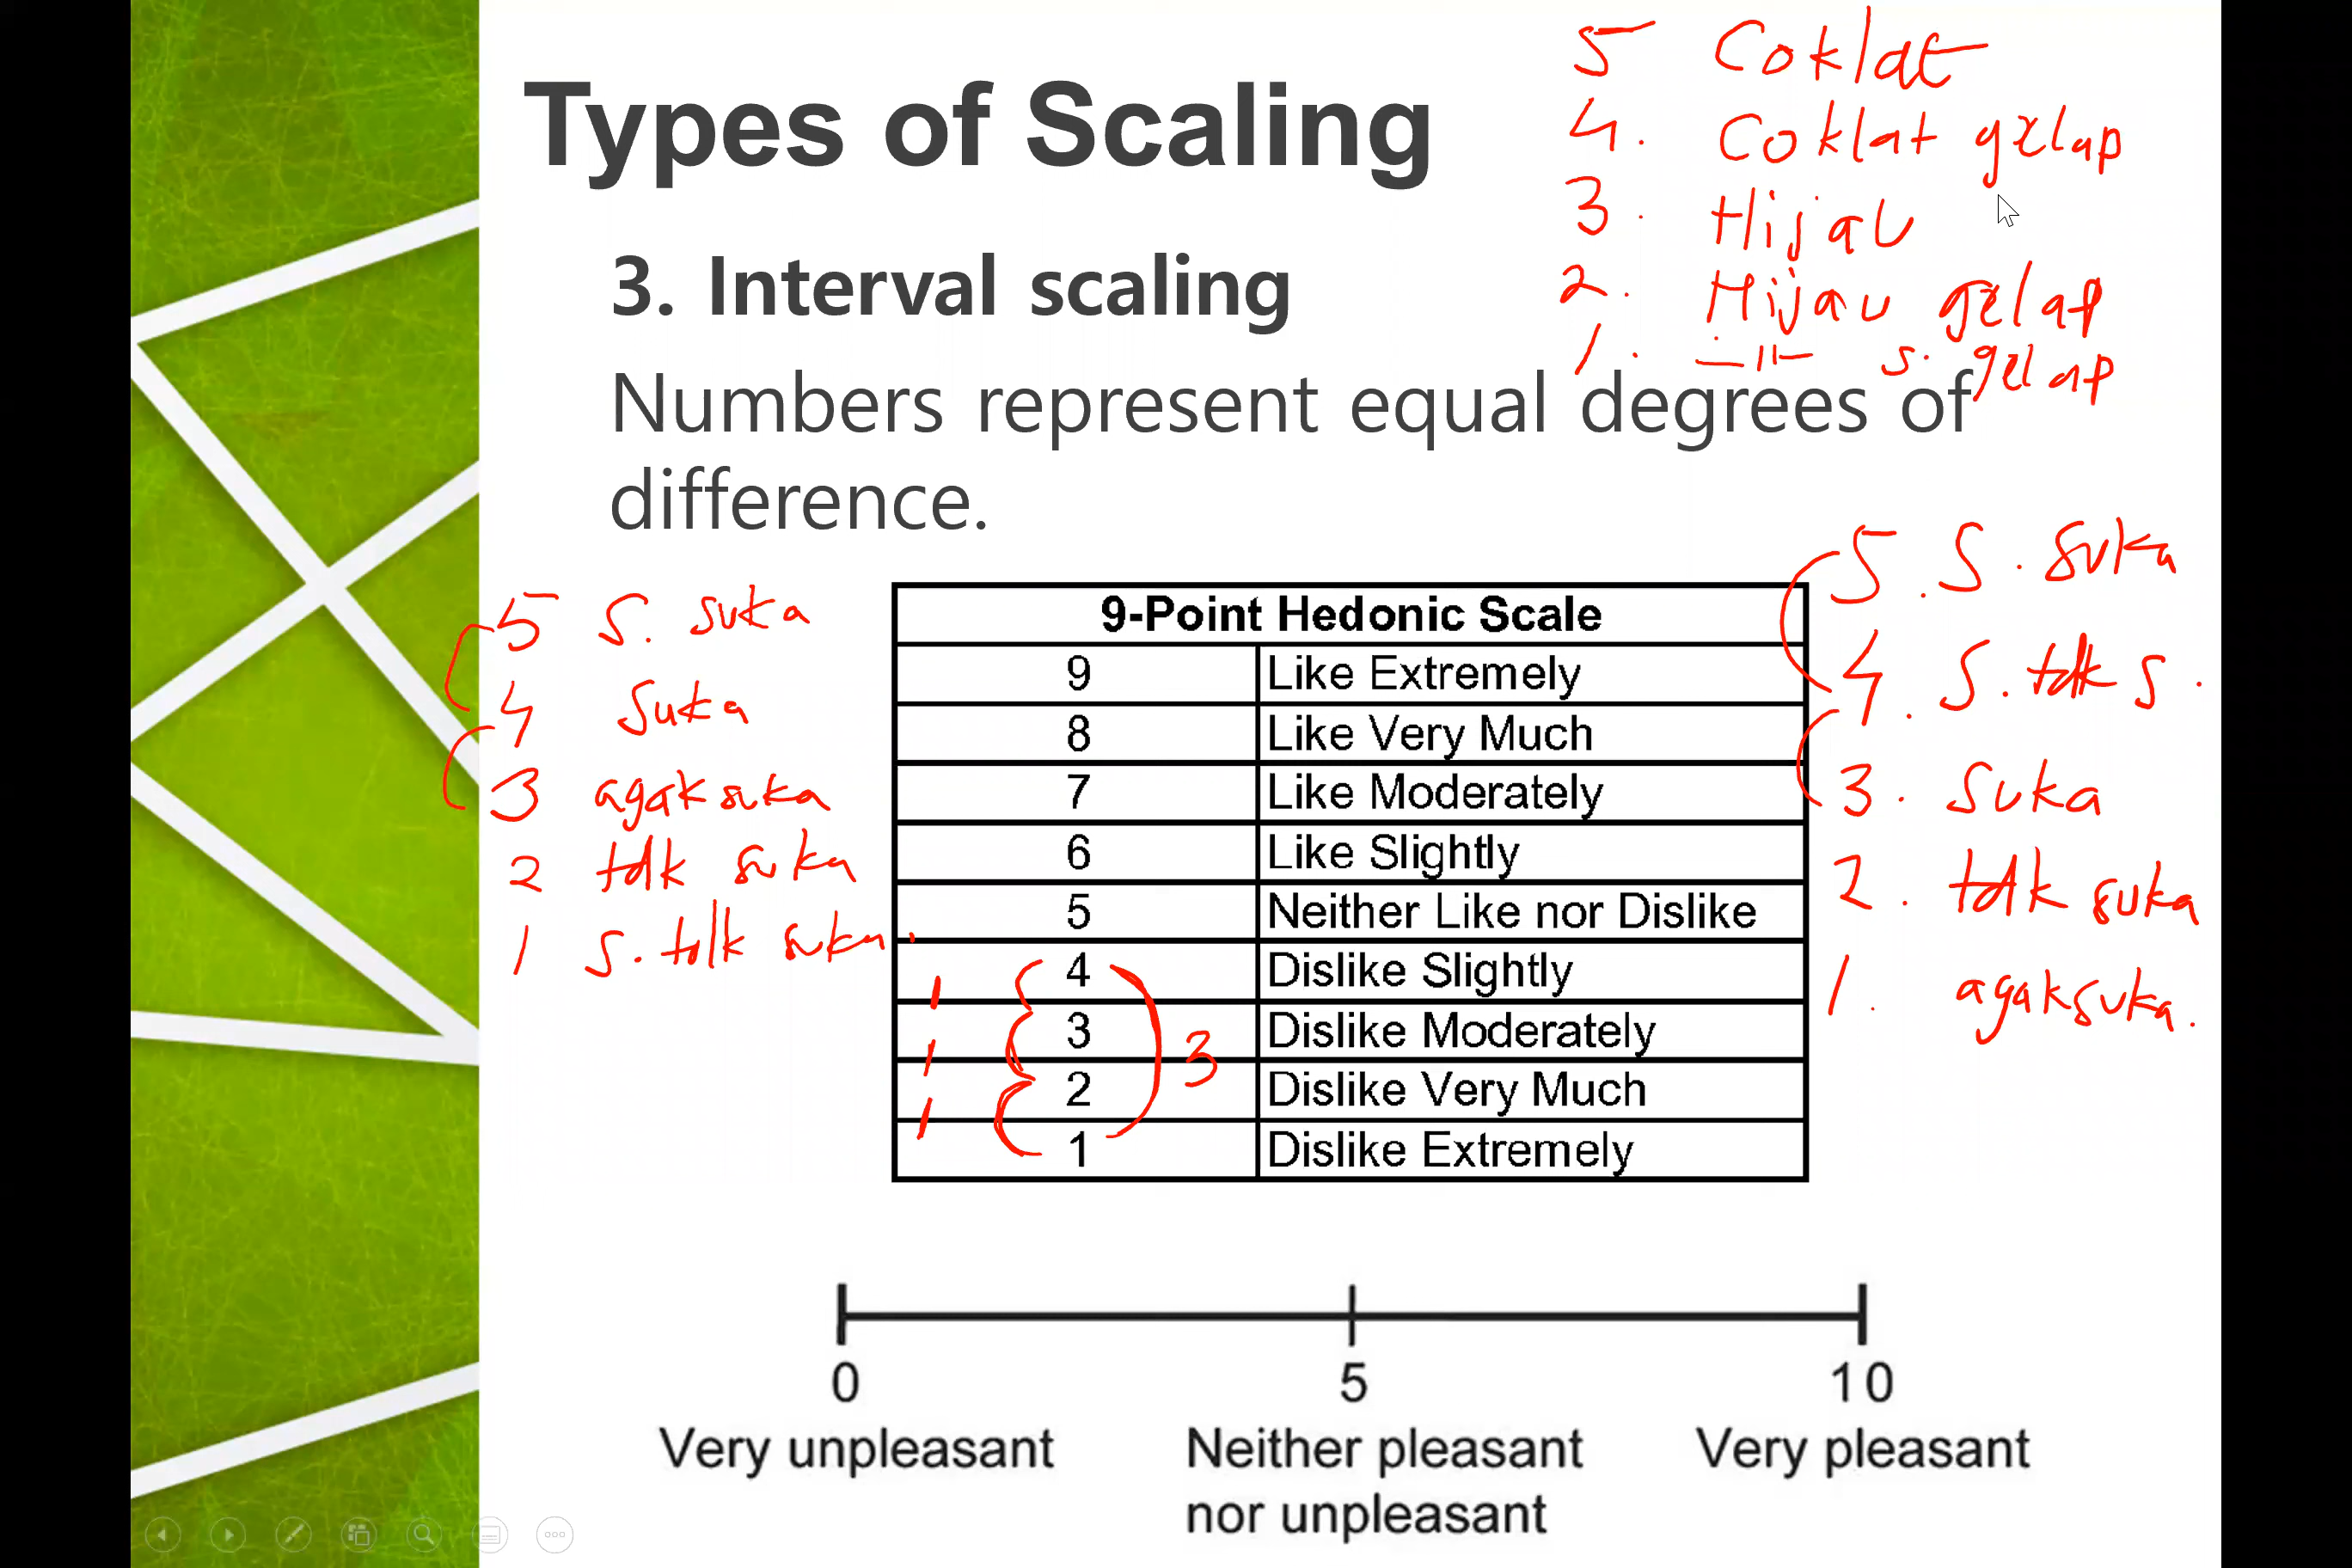 Types of Scaling
5 Coklat
4. Coklat gelap
3. Hijau
2. Hijau gelap
1. -"- s. gelap
3. Interval scaling
Numbers represent equal degrees of
difference.
5 S. suka
4 Suka
3 agak suka
2 tdk suka
1 S. tdk suka.
9-Point Hedonic Scale
9 Like Extremely
8 Like Very Much
7 Like Moderately
6 Like Slightly
5 Neither Like nor Dislike
4 Dislike Slightly
3 Dislike Moderately
2 Dislike Very Much
1 Dislike Extremely
1
1
1
3
5. S. suka
4. S. tdk S.
3. Suka
2. tdk suka
1. agak suka.
0 5 10
Very unpleasant Neither pleasant Very pleasant
nor unpleasant